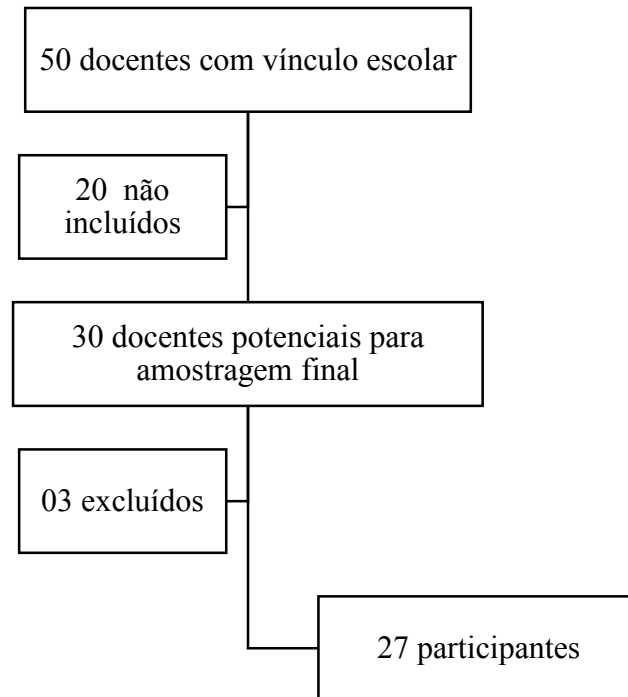 50 docentes com vínculo escolar
20 não
incluídos
30 docentes potenciais para
amostragem final
03 excluídos
27 participantes